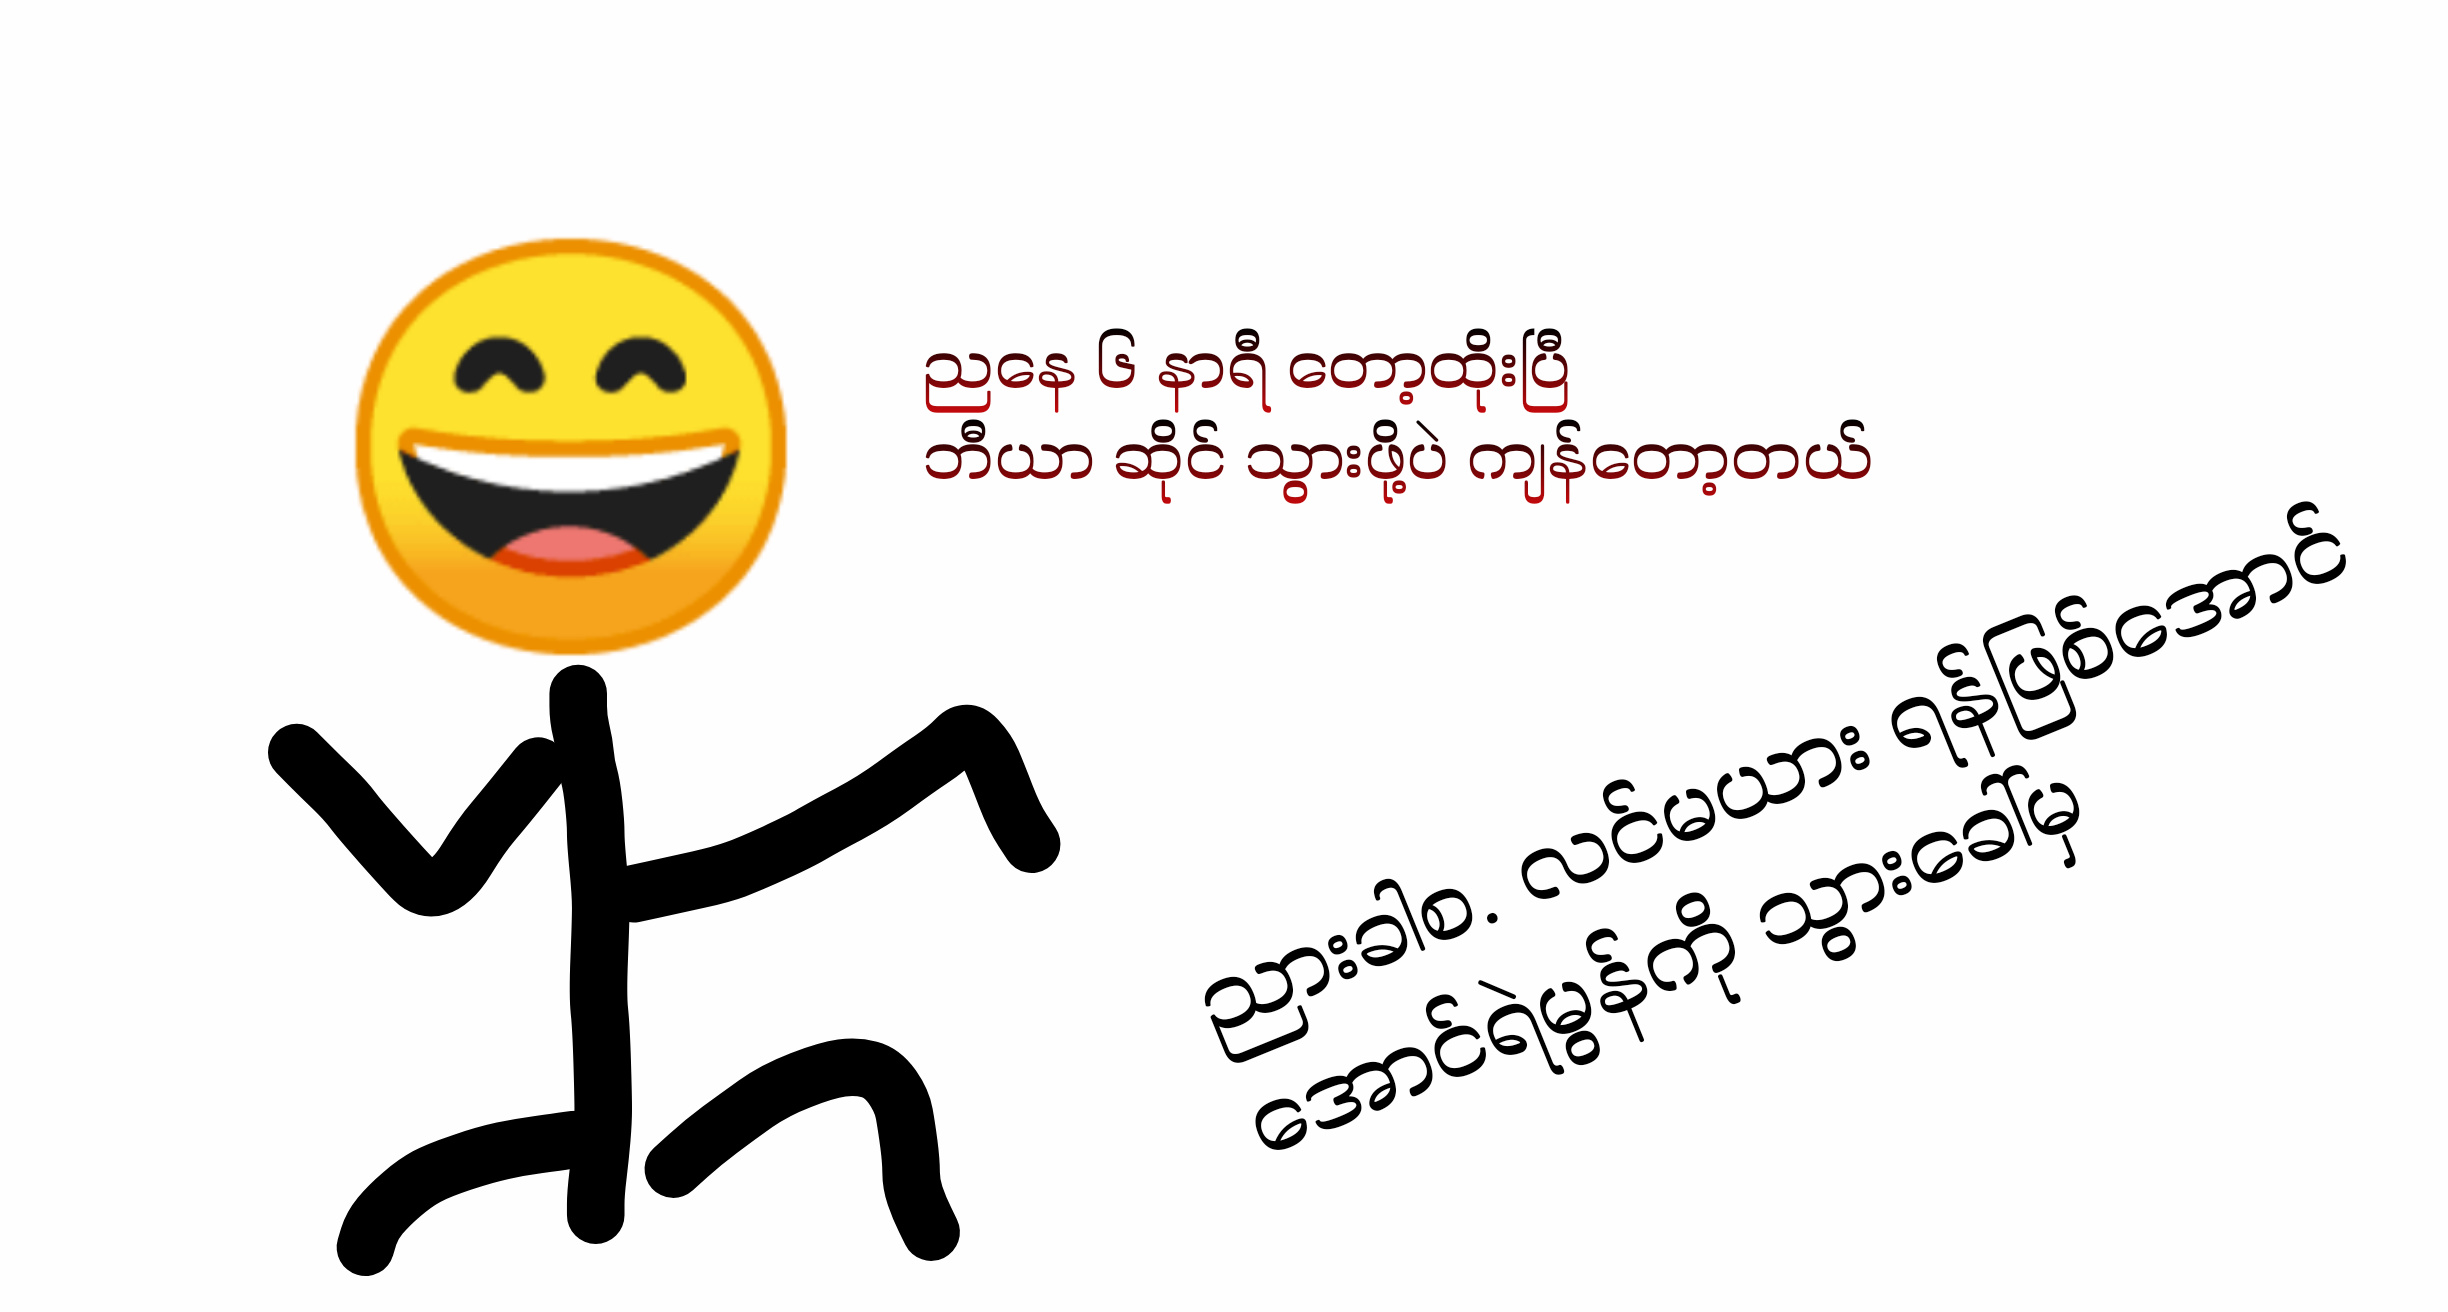 ညနေ ၆ နာရီ တော့ထိုးပြီ
ဘီယာ ဆိုင် သွားဖို့ပဲ ကျန်တော့တယ်
ညားခါစ . လင်မယား ရန်ဖြစ်အောင်
အောင်ရဲမွန်ကို သွားခေါ်မှ